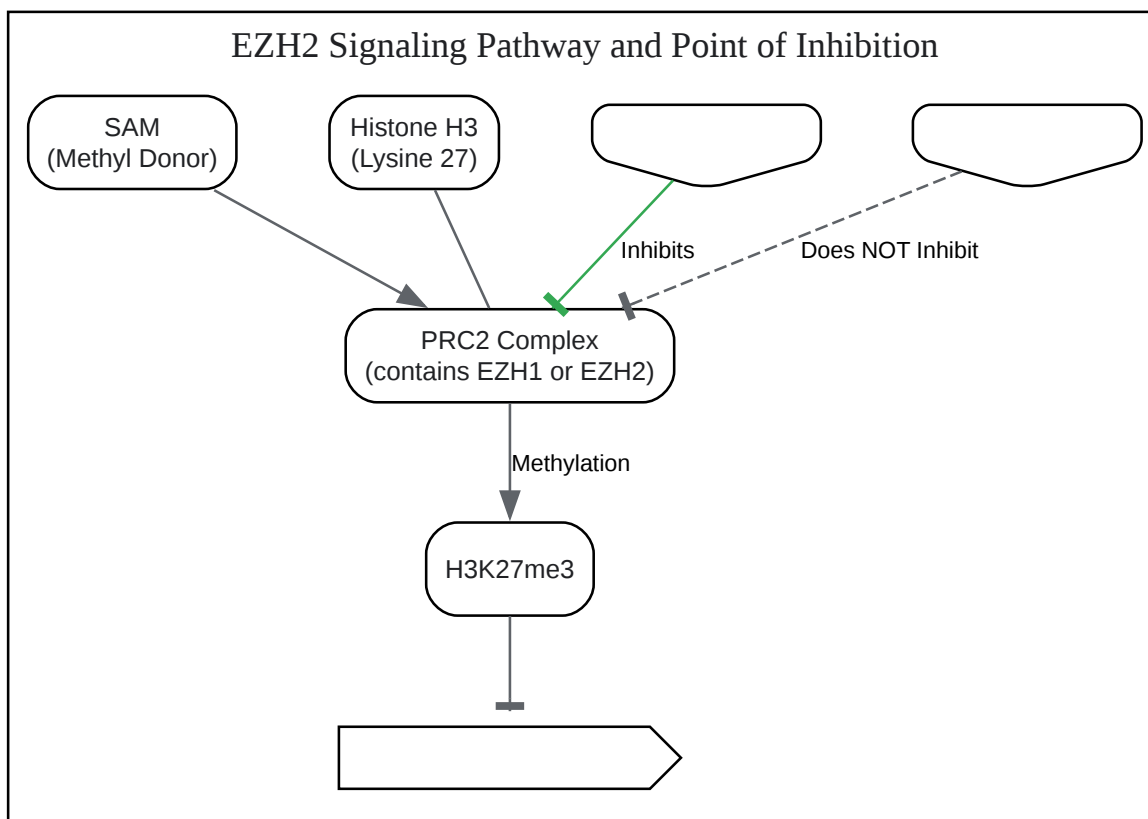 EZH2 Signaling Pathway and Point of Inhibition
SAM
(Methyl Donor)
Histone H3
(Lysine 27)
Inhibits
Does NOT Inhibit
PRC2 Complex
(contains EZH1 or EZH2)
Methylation
H3K27me3